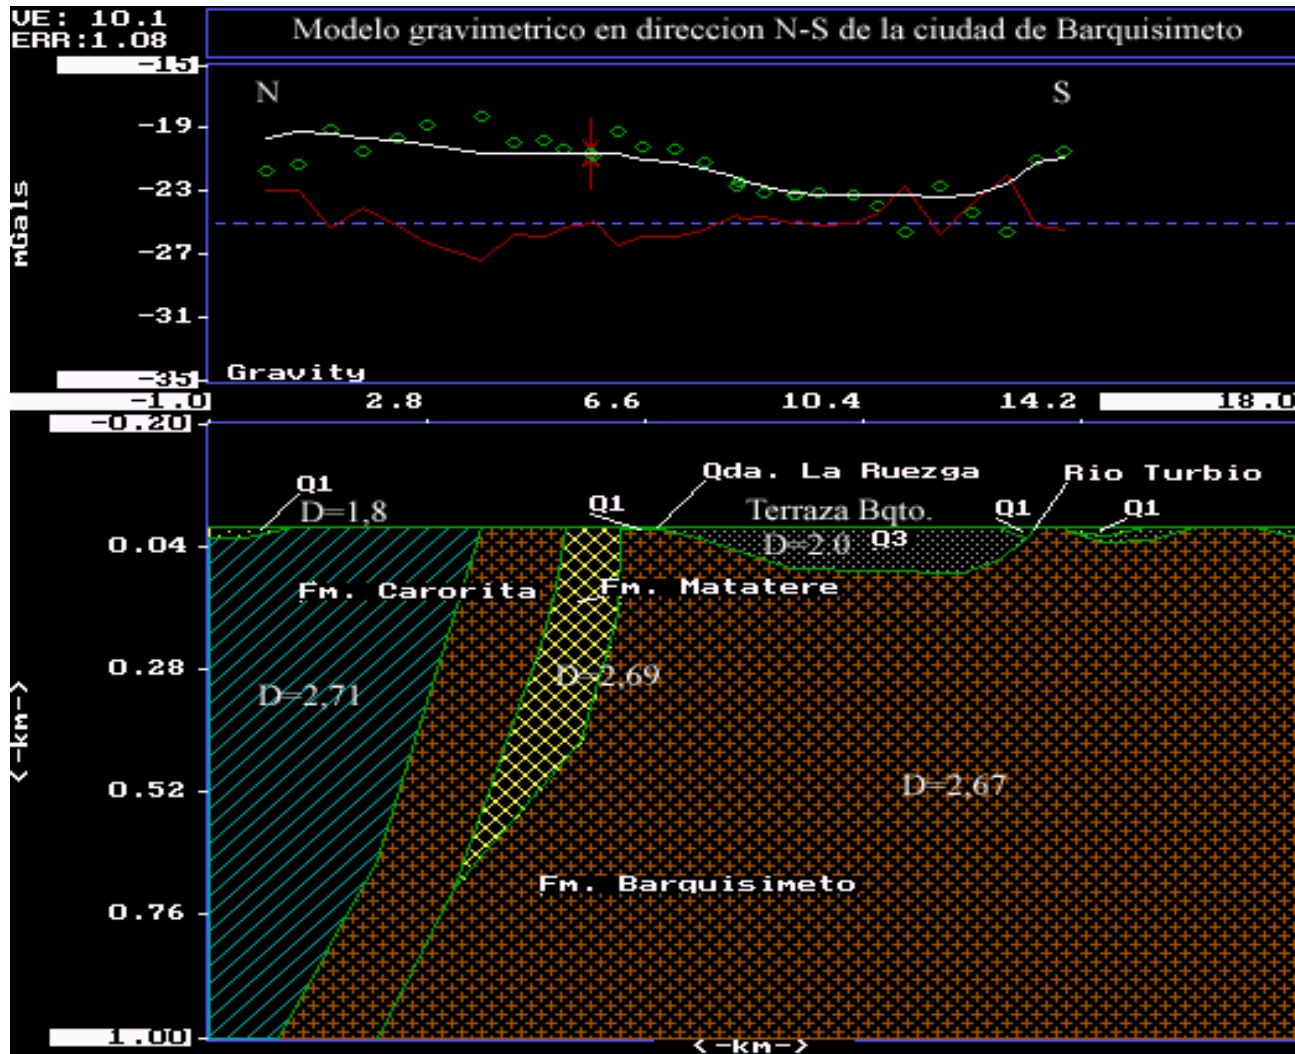 VE: 10.1
ERR:1.08
Modelo gravimetrico en direccion N-S de la ciudad de Barquisimeto
-15
N
S
-19
-23
mGals
-27
-31
Gravity
-35
-1.0
2.8
6.6
10.4
14.2
18.0
-0.20
Qda. La Ruezga
Rio Turbio
Q1
D=1,8
Q1
Terraza Bqto.
Q1
Q1
0.04
D=2.0
Q3
Fm. Carorita
Fm. Matatere
0.28
D=2,71
D=2,69
<-km->
0.52
D=2,67
Fm. Barquisimeto
0.76
1.00
<-km->